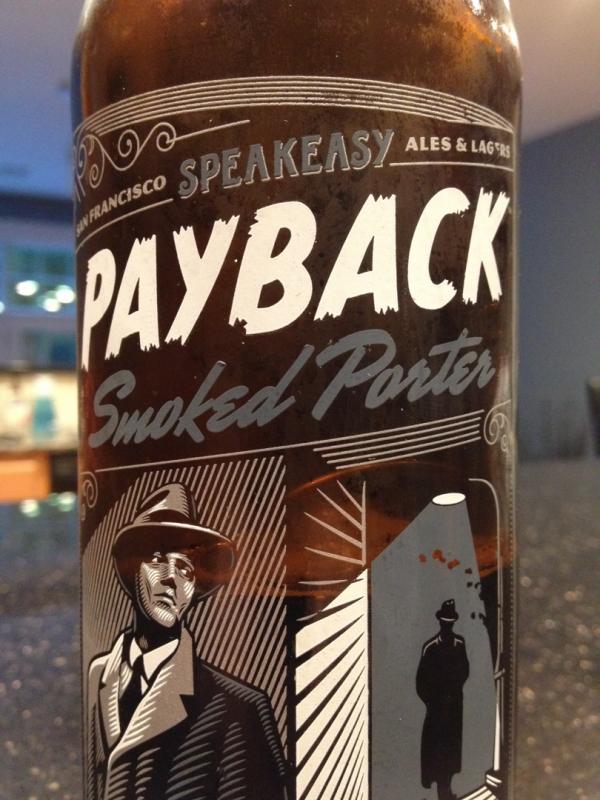 SAN FRANCISCO SPEAKEASY ALES & LAGERS
PAYBACK
Smoked Porter